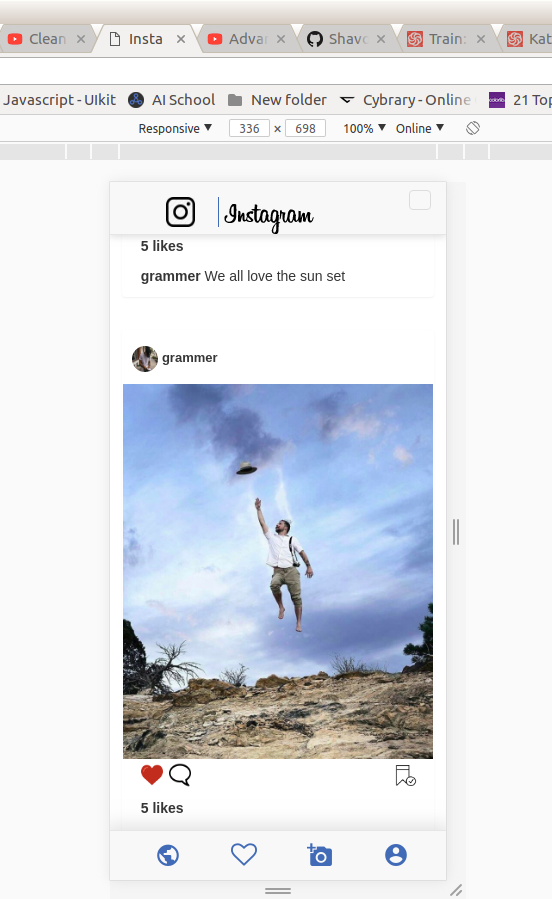 Clean
Insta
Adva
Shavo
Train:
Kat
Javascript - UIkit
AI School
New folder
Cybrary - Online
21 Top
Responsive
336 × 698
100%
Online
Instagram
5 likes
grammer We all love the sun set
grammer
5 likes